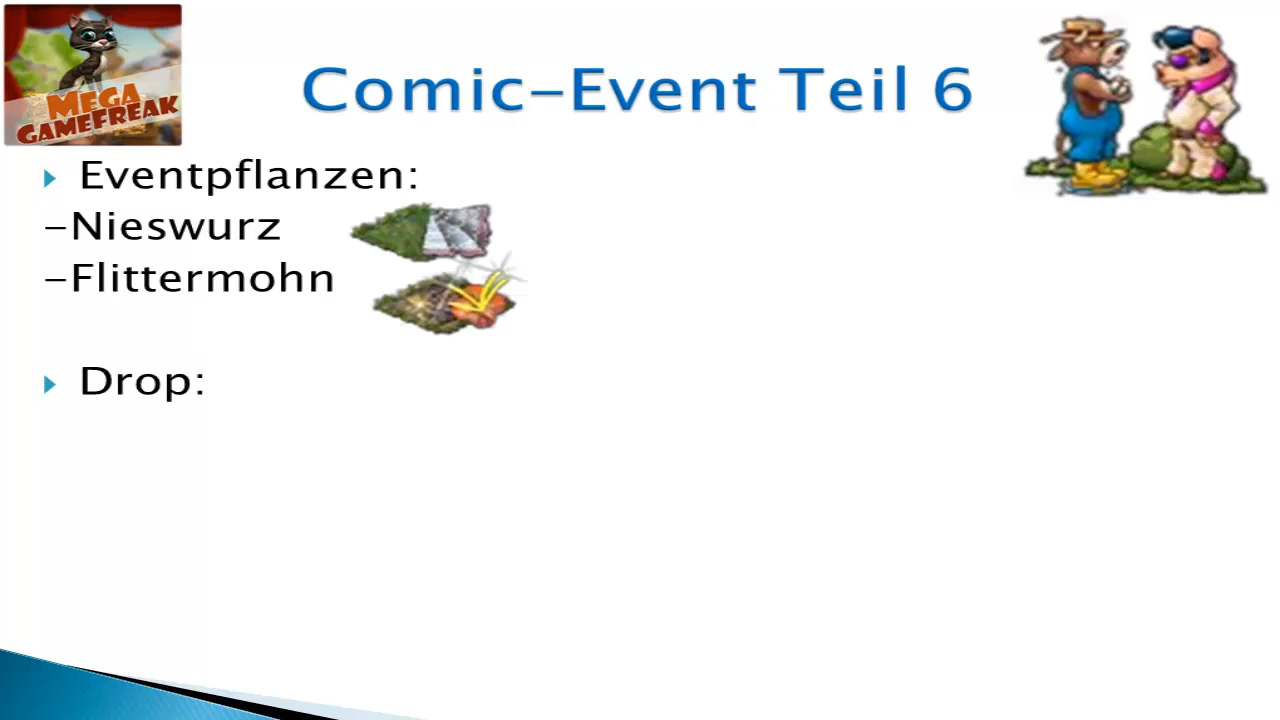 MEGA
GAMEFREAK
Comic-Event Teil 6
Eventpflanzen:
-Nieswurz
-Flittermohn
Drop: